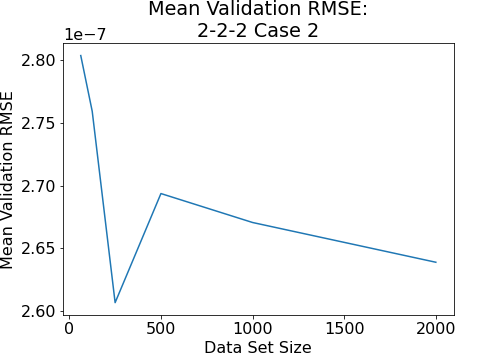 Mean Validation RMSE:
2-2-2 Case 2
1e−7
2.80
2.75
2.70
2.65
2.60
Mean Validation RMSE
0 500 1000 1500 2000
Data Set Size